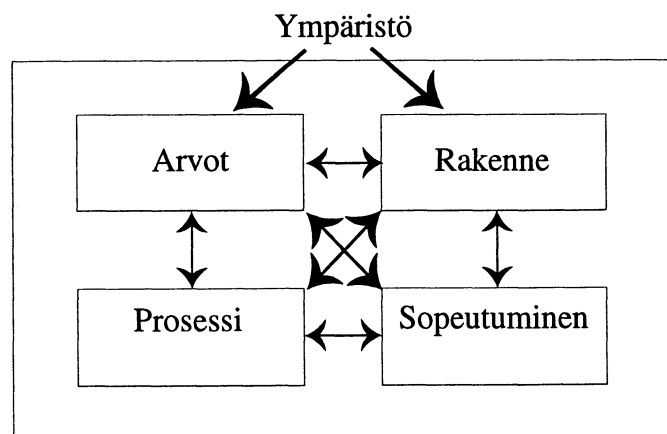 Ympäristö
Arvot
Rakenne
Prosessi
Sopeutuminen